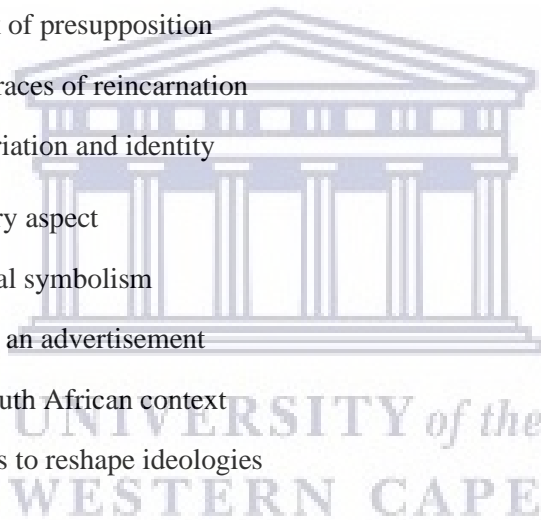 of presupposition
races of reincarnation
riation and identity
ry aspect
al symbolism
an advertisement
uth African context
UNIVERSITY of the
s to reshape ideologies
WESTERN CAPE